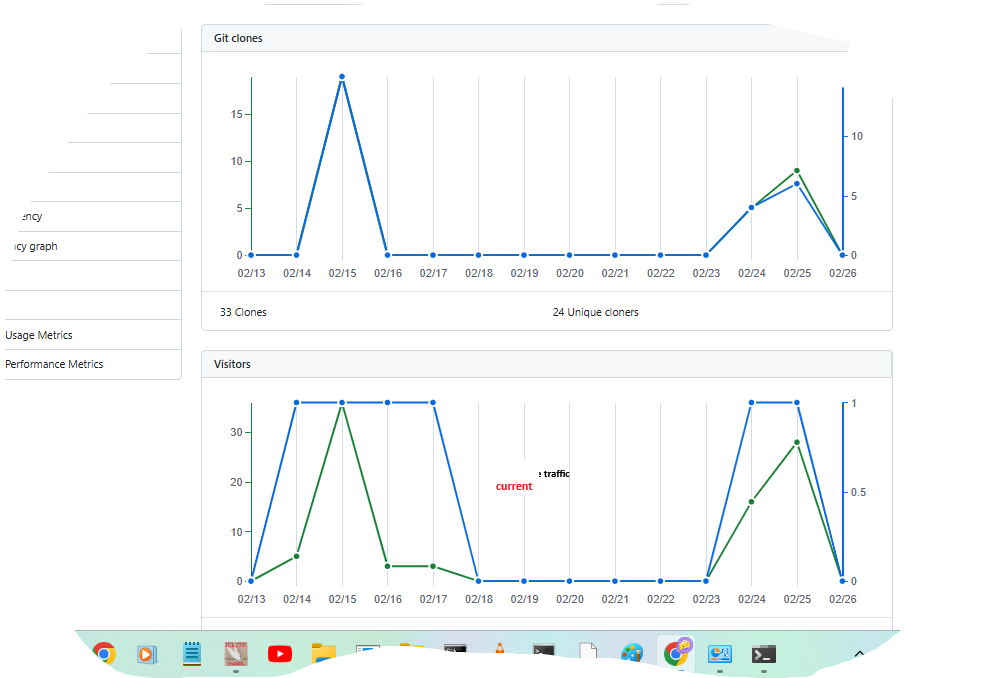 Git clones
15
10
5
0
10
5
0
02/13 02/14 02/15 02/16 02/17 02/18 02/19 02/20 02/21 02/22 02/23 02/24 02/25 02/26
ency
ncy graph
33 Clones 24 Unique cloners
Usage Metrics
Performance Metrics
Visitors
30
20
10
0
1
0.5
0
e traffic
current
02/13 02/14 02/15 02/16 02/17 02/18 02/19 02/20 02/21 02/22 02/23 02/24 02/25 02/26